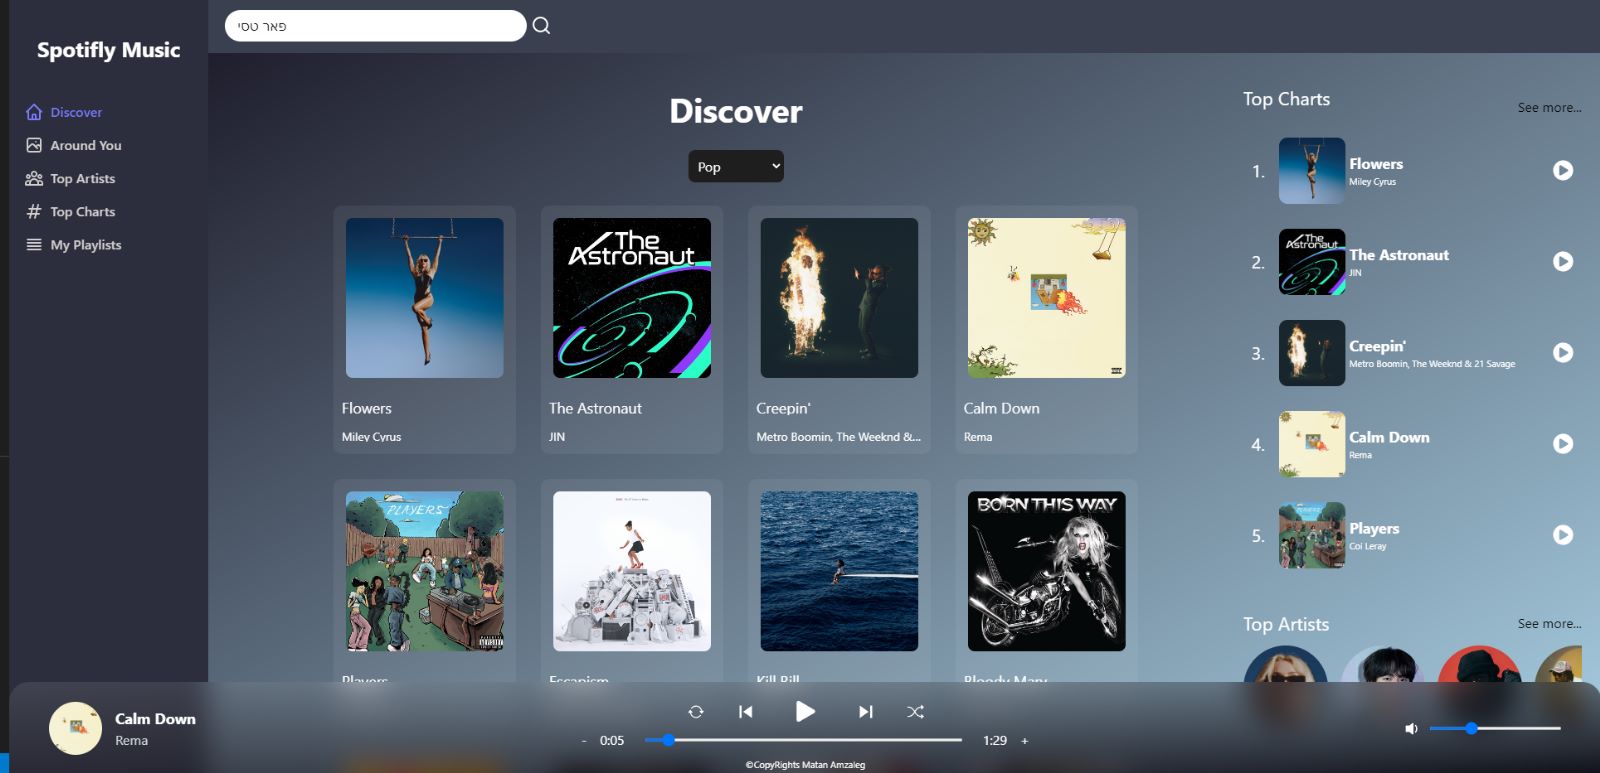 Spotifly Music
Discover
Around You
Top Artists
Top Charts
My Playlists
פאר טסי
Discover
Pop
The Astronaut
Flowers
Miley Cyrus
The Astronaut
JIN
Creepin'
Metro Boomin, The Weeknd &...
Calm Down
Rema
PLAYERS
BORN THIS WAY
Players
Escapism
Kill Bill
Bloody Mary
Top Charts
See more...
1.
Flowers
Miley Cyrus
2.
The Astronaut
The Astronaut
JIN
3.
Creepin'
Metro Boomin, The Weeknd & 21 Savage
4.
Calm Down
Rema
5.
PLAYERS
Players
Coi Leray
Top Artists
See more...
Calm Down
Rema
- 0:05
1:29 +
©CopyRights Matan Amzaleg